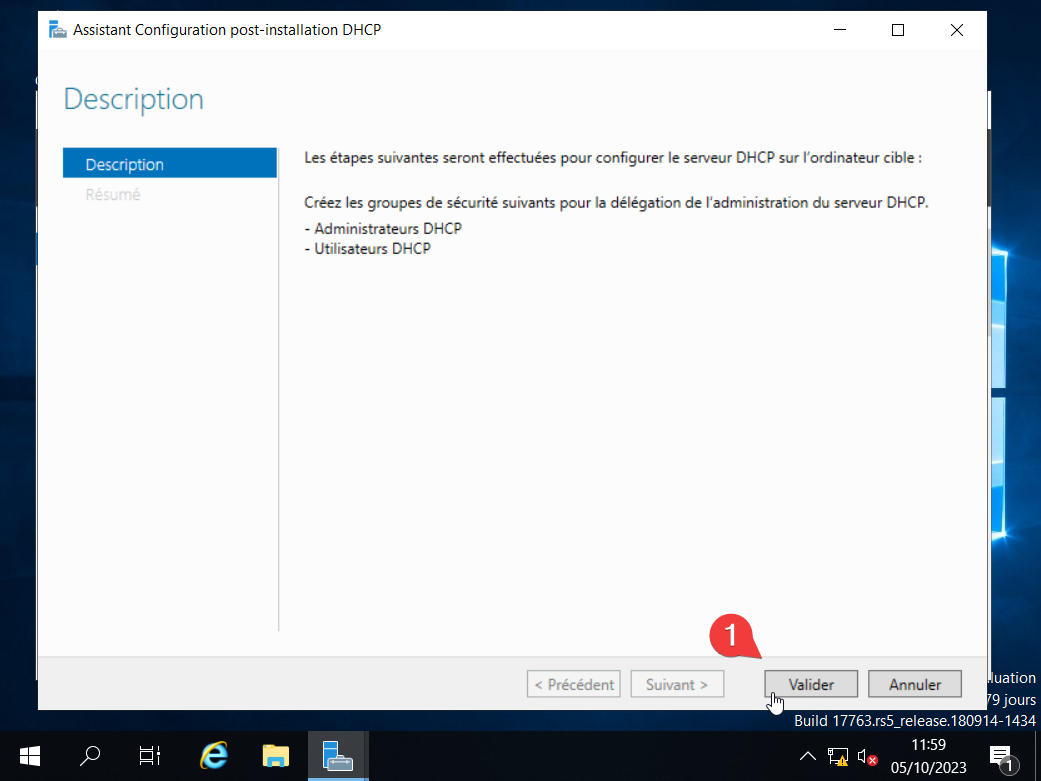 Assistant Configuration post-installation DHCP
Description
Description
Résumé
Les étapes suivantes seront effectuées pour configurer le serveur DHCP sur l'ordinateur cible :
Créez les groupes de sécurité suivants pour la délégation de l'administration du serveur DHCP.
- Administrateurs DHCP
- Utilisateurs DHCP
1
< Précédent
Suivant >
Valider
Annuler
79 jours
Build 17763.rs5_release.180914-1434
11:59
05/10/2023
1